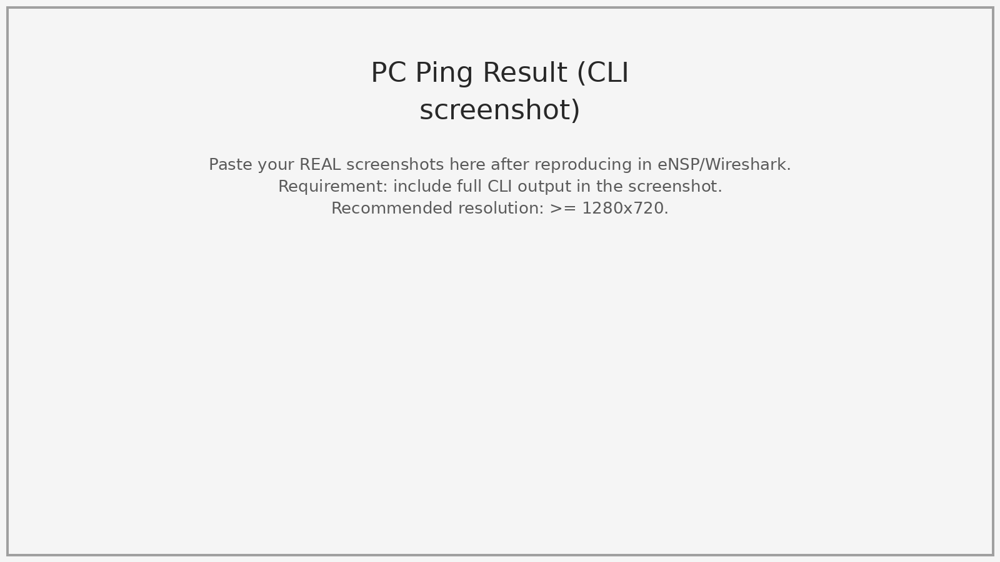 PC Ping Result (CLI
screenshot)
Paste your REAL screenshots here after reproducing in eNSP/Wireshark.
Requirement: include full CLI output in the screenshot.
Recommended resolution: >= 1280x720.